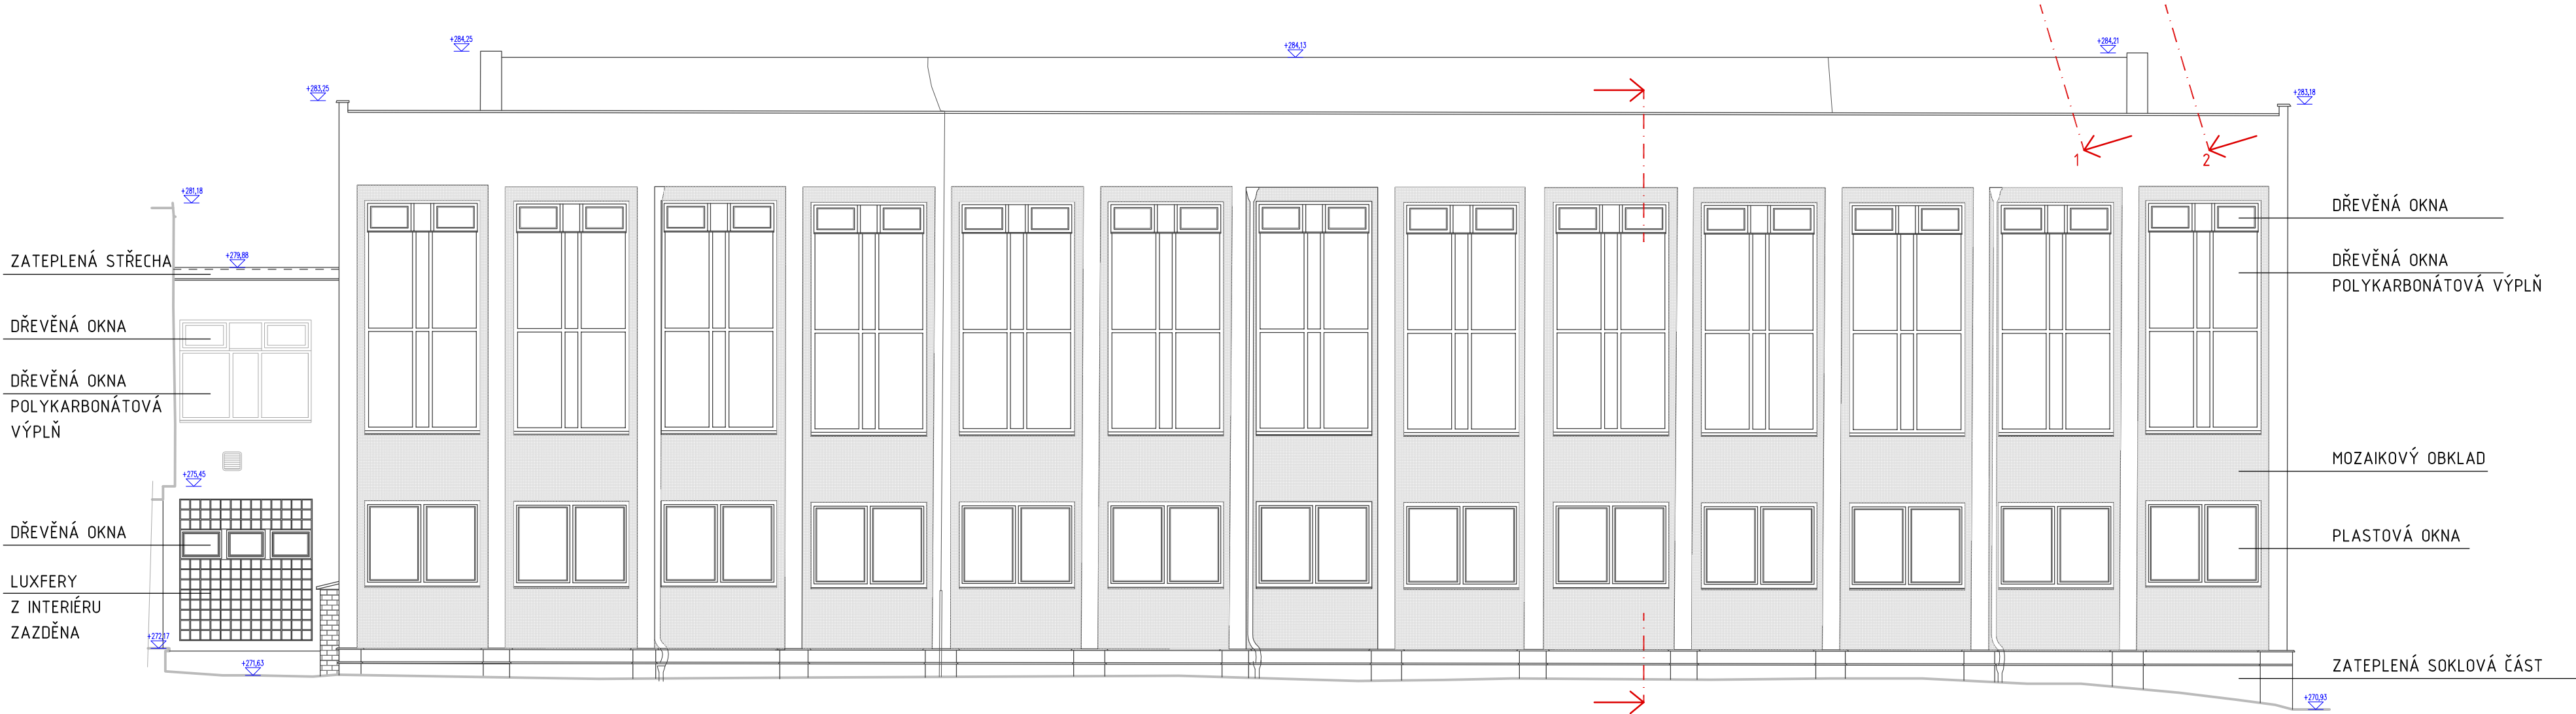 +284,25
+284,13
+284,21
+283,25
+283,18
1
2
+281,18
DŘEVĚNÁ OKNA
ZATEPLENÁ STŘECHA
+279,88
DŘEVĚNÁ OKNA
POLYKARBONÁTOVÁ VÝPLŇ
DŘEVĚNÁ OKNA
DŘEVĚNÁ OKNA
POLYKARBONÁTOVÁ
VÝPLŇ
MOZAIKOVÝ OBKLAD
+275,45
DŘEVĚNÁ OKNA
PLASTOVÁ OKNA
LUXFERY
Z INTERIÉRU
ZAZDĚNA
+272,17
+271,63
ZATEPLENÁ SOKLOVÁ ČÁST
+270,93